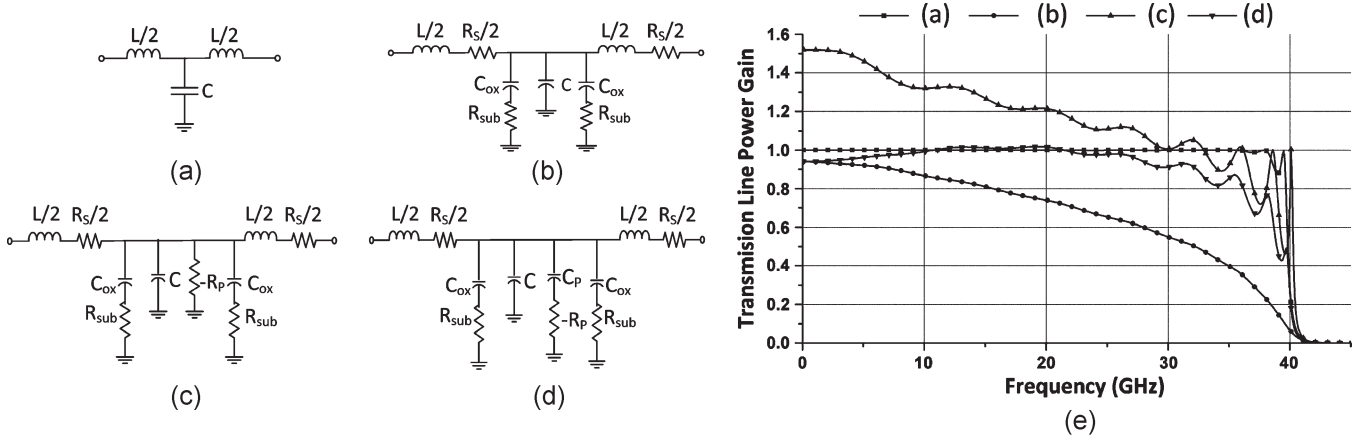 L/2 L/2
C
(a)
L/2 RS/2 L/2 RS/2
Cox C Cox
Rsub Rsub
(b)
L/2 RS/2 L/2 RS/2
Cox C -RP Cox
Rsub Rsub
(c)
L/2 RS/2 L/2 RS/2
Cox C CP Cox
Rsub -RP Rsub
(d)
(a) (b) (c) (d)
Transmision Line Power Gain
1.6
1.4
1.2
1.0
0.8
0.6
0.4
0.2
0.0
0 10 20 30 40
Frequency (GHz)
(e)